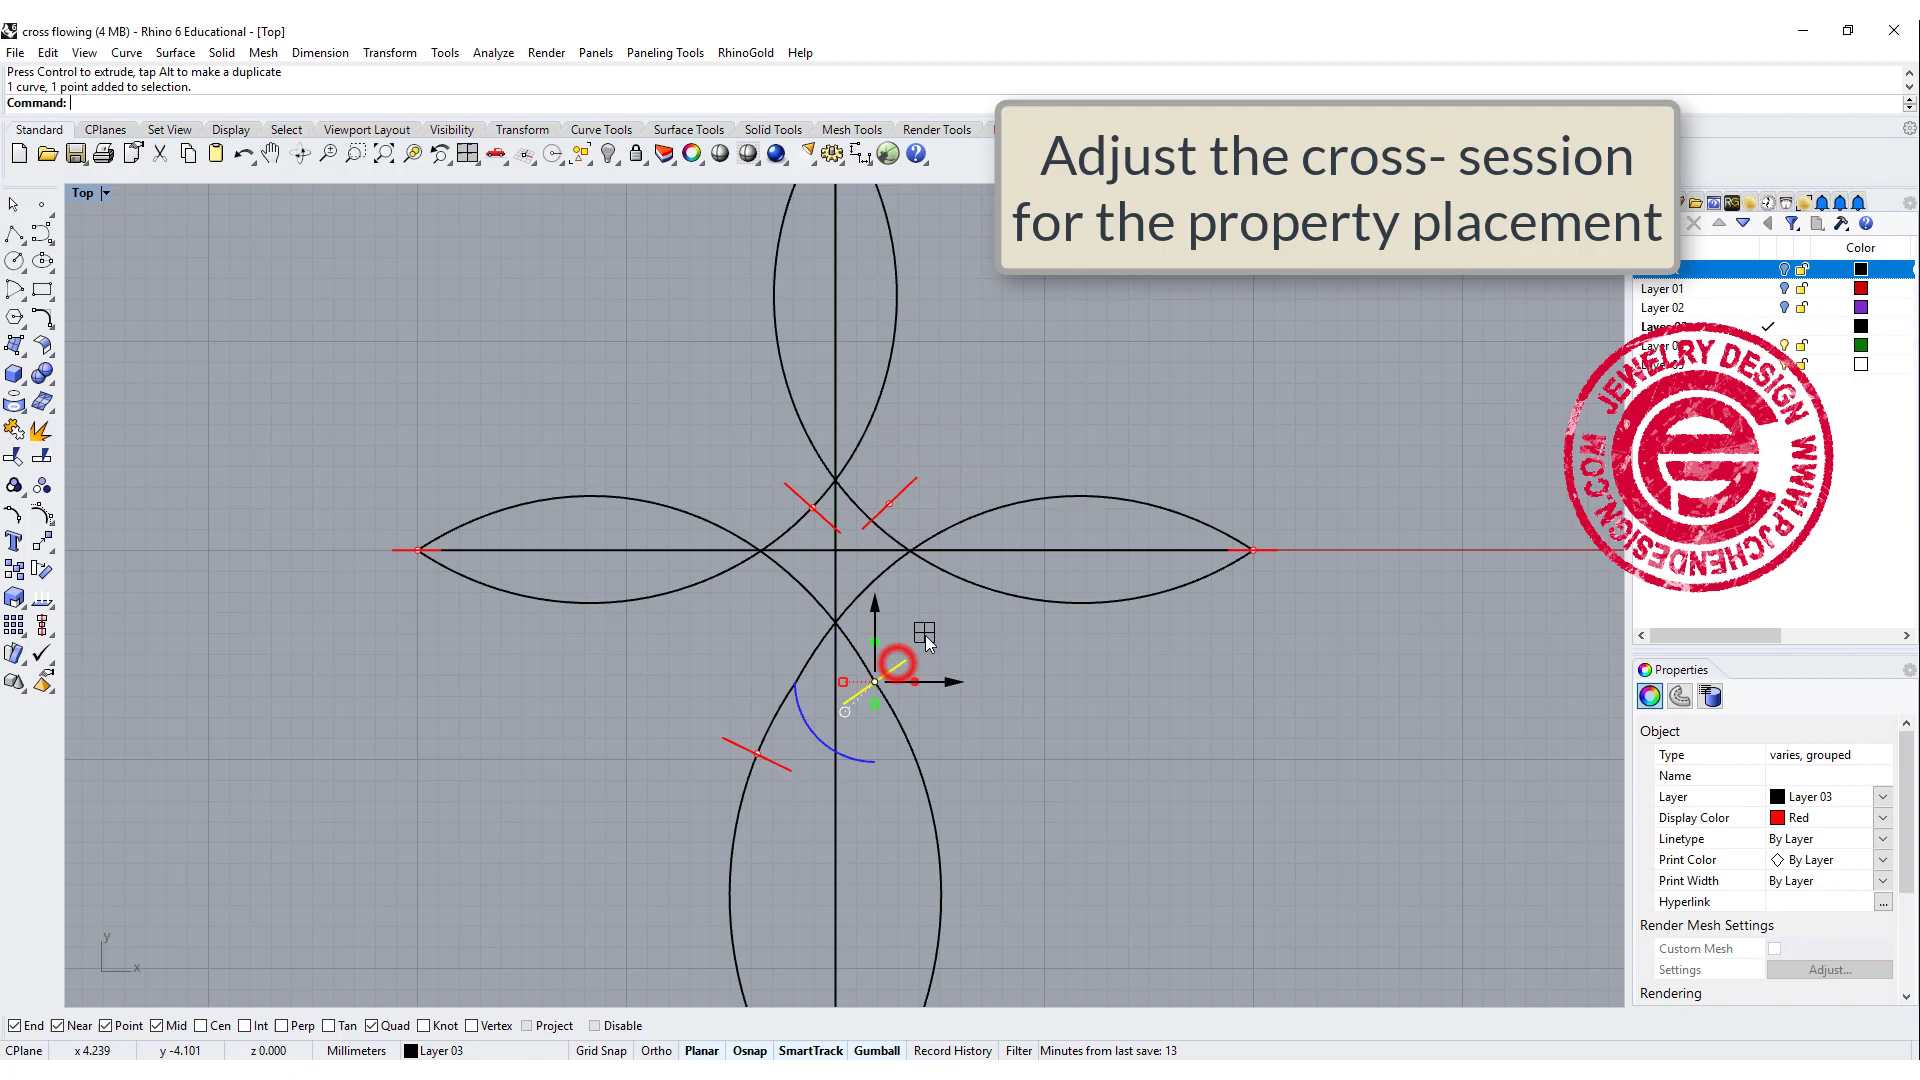 cross flowing (4 MB) - Rhino 6 Educational - [Top]
File Edit View Curve Surface Solid Mesh Dimension Transform Tools Analyze Render Panels Paneling Tools RhinoGold Help
Press Control to extrude, tap Alt to make a duplicate
1 curve, 1 point added to selection.
Command:
Standard CPlanes Set View Display Select Viewport Layout Visibility Transform Curve Tools Surface Tools Solid Tools Mesh Tools Render Tools
Adjust the cross- session
for the property placement
Top
Color
Layer 01
Layer 02
JEWELRY DESIGN WWW.PJCHENDESIGN.COM
Properties
Object
Type varies, grouped
Name
Layer Layer 03
Display Color Red
Linetype By Layer
Print Color By Layer
Print Width By Layer
Hyperlink ...
Render Mesh Settings
Custom Mesh
Settings Adjust...
Rendering
y
x
End Near Point Mid Cen Int Perp Tan Quad Knot Vertex Project Disable
CPlane x 4.239 y -4.101 z 0.000 Millimeters Layer 03 Grid Snap Ortho Planar Osnap SmartTrack Gumball Record History Filter Minutes from last save: 13